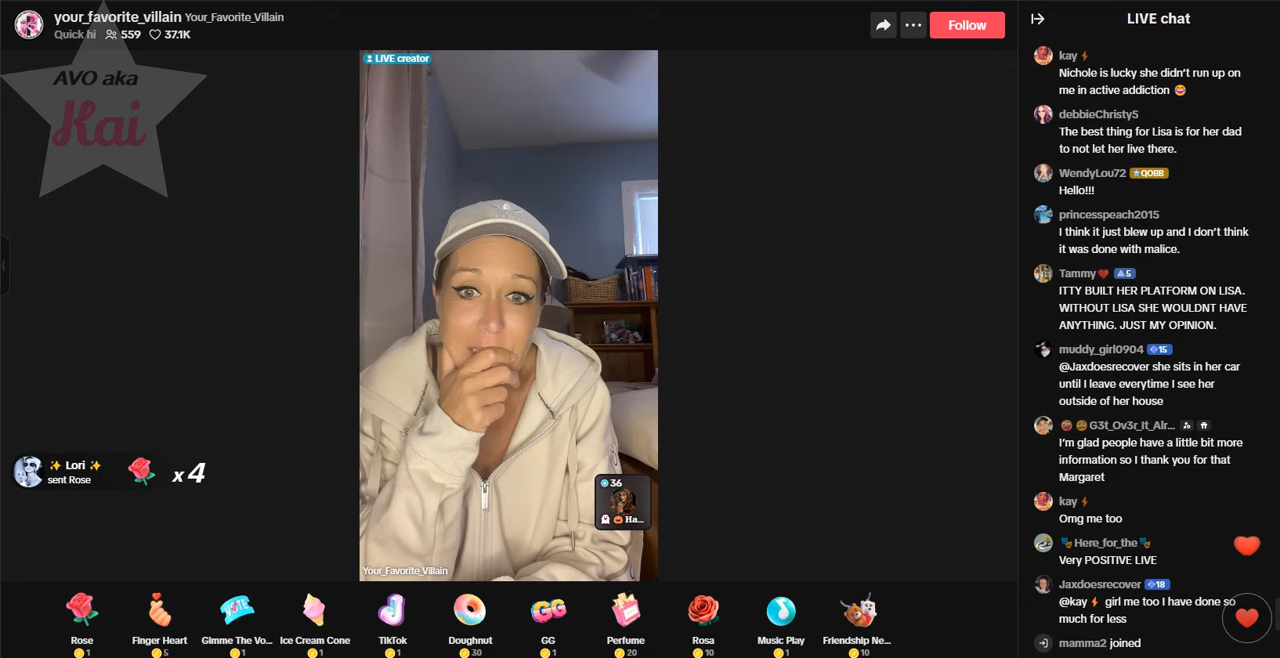 your_favorite_villain Your_Favorite_Villain
Quick hi 559 37.1K
Follow
AVO aka
Kai
LIVE creator
Lori
sent Rose
x4
36
Ha...
Your_Favorite_Villain
Rose
1
Finger Heart
5
Gimme The Vo...
1
Ice Cream Cone
1
TikTok
1
Doughnut
30
GG
1
Perfume
20
Rosa
10
Music Play
1
Friendship Ne...
10
LIVE chat
kay
Nichole is lucky she didn't run up on
me in active addiction
debbieChristy5
The best thing for Lisa is for her dad
to not let her live there.
WendyLou72 QOBB
Hello!!!
princesspeach2015
I think it just blew up and I don't think
it was done with malice.
Tammy 5
ITTY BUILT HER PLATFORM ON LISA.
WITHOUT LISA SHE WOULDNT HAVE
ANYTHING. JUST MY OPINION.
muddy_girl0904 15
@Jaxdoesrecover she sits in her car
until I leave everytime I see her
outside of her house
G3t_Ov3r_It_Alr...
I'm glad people have a little bit more
information so I thank you for that
Margaret
kay
Omg me too
Here_for_the
Very POSITIVE LIVE
Jaxdoesrecover 18
@kay girl me too I have done so
much for less
mamma2 joined